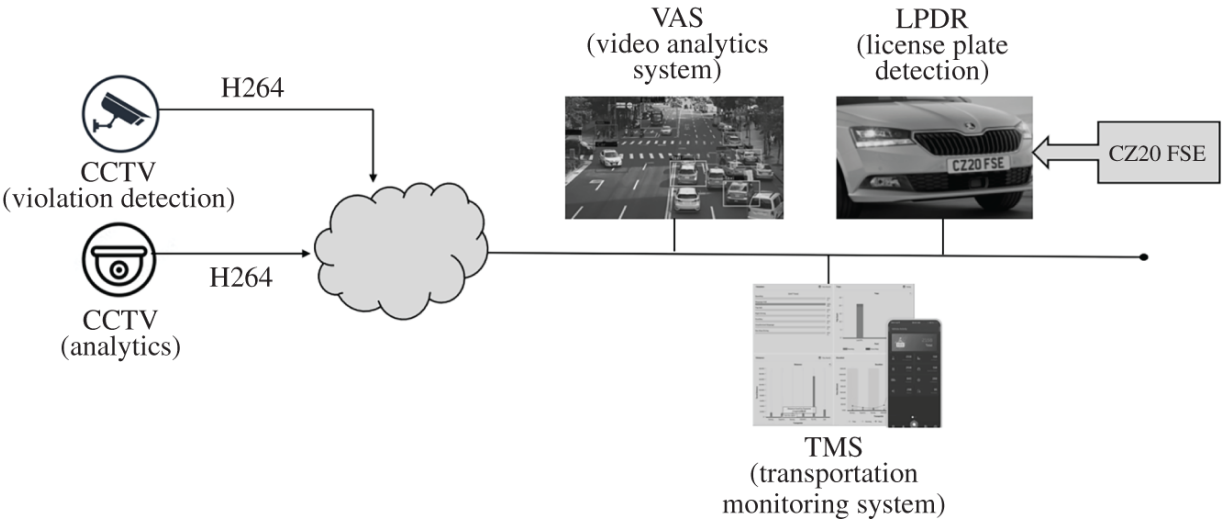 VAS
(video analytics
system)
LPDR
(license plate
detection)
H264
CCTV
(violation detection)
CZ20 FSE
CZ20 FSE
H264
CCTV
(analytics)
TMS
(transportation
monitoring system)